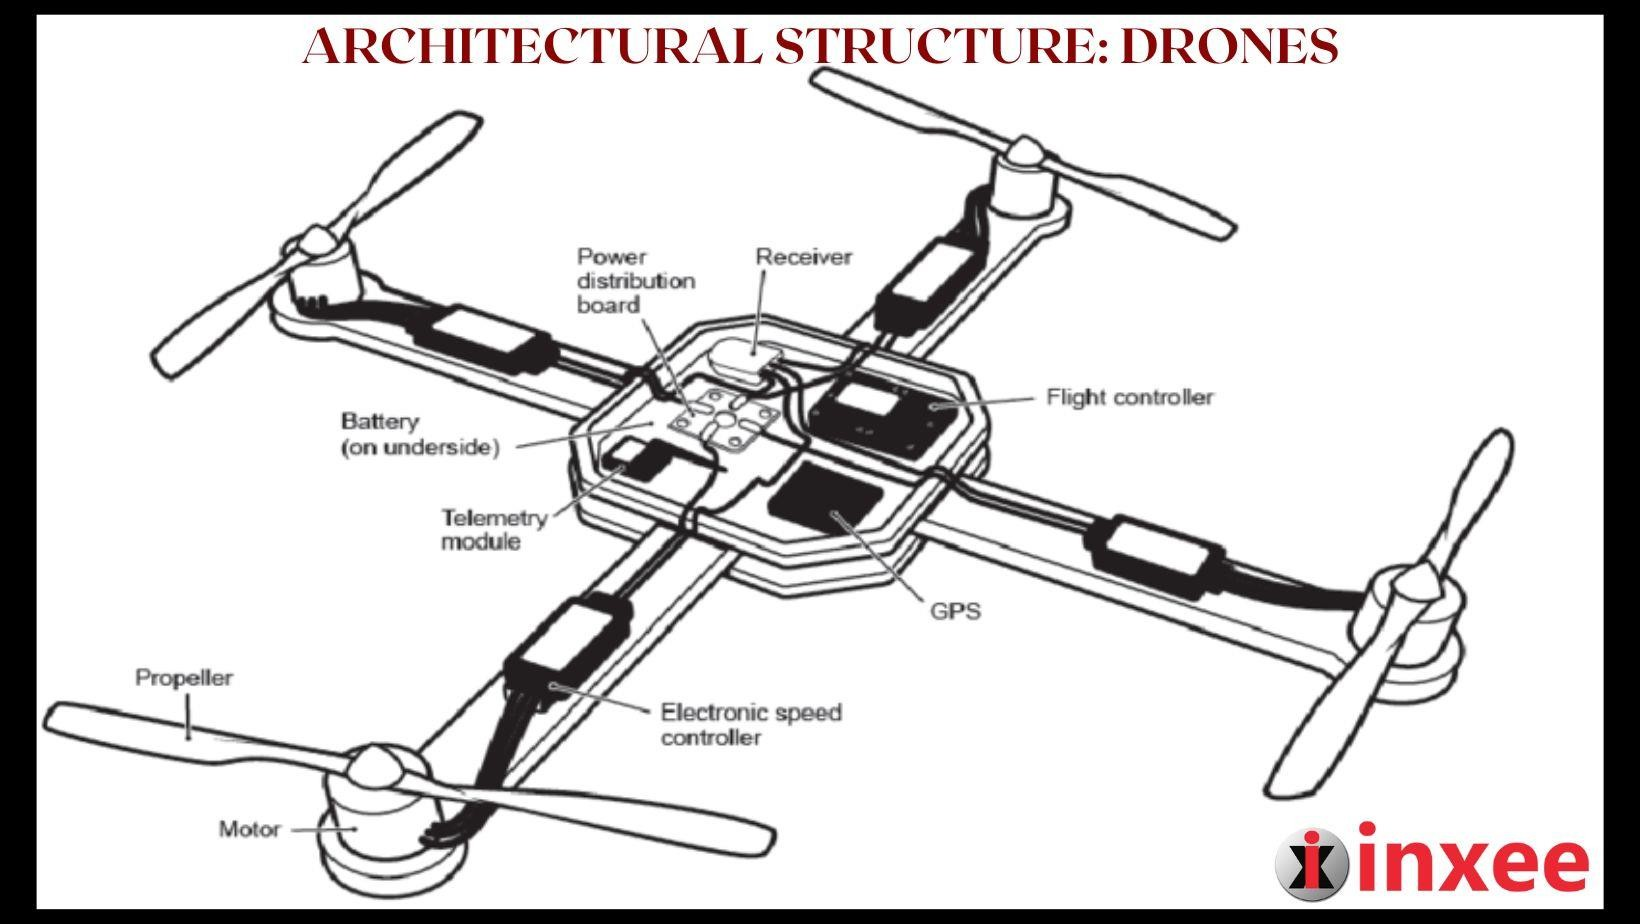 ARCHITECTURAL STRUCTURE: DRONES
Power
distribution
board
Receiver
Flight controller
Battery
(on underside)
Telemetry
module
GPS
Propeller
Electronic speed
controller
Motor
inxee